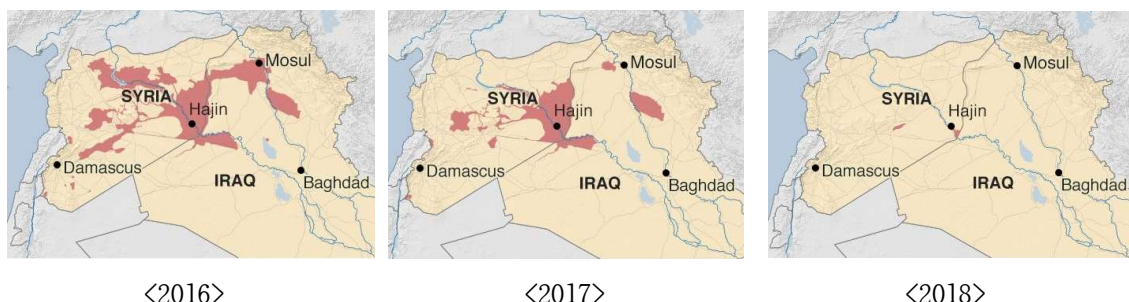 Mosul
SYRIA
Hajin
Damascus
IRAQ
Baghdad
<2016>
Mosul
SYRIA
Hajin
Damascus
IRAQ
Baghdad
<2017>
Mosul
SYRIA
Hajin
Damascus
IRAQ
Baghdad
<2018>